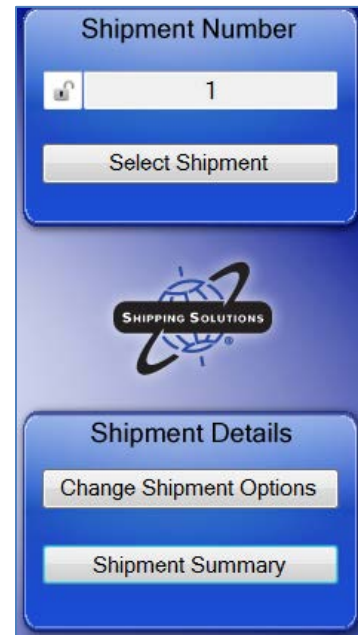 Shipment Number
1
Select Shipment
SHIPPING SOLUTIONS
®
Shipment Details
Change Shipment Options
Shipment Summary